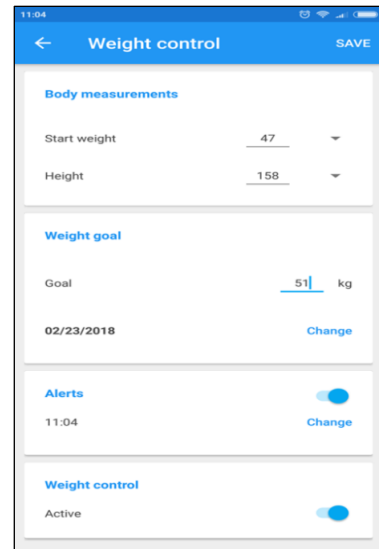 11:04
Weight control SAVE
Body measurements
Start weight 47
Height 158
Weight goal
Goal 51 kg
02/23/2018 Change
Alerts
11:04 Change
Weight control
Active